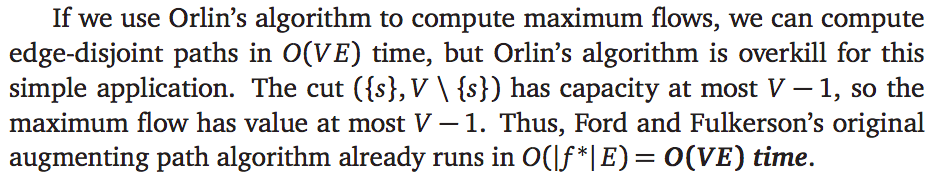 If we use Orlin’s algorithm to compute maximum flows, we can compute
edge-disjoint paths in O(VE) time, but Orlin’s algorithm is overkill for this
simple application. The cut ({s}, V \ {s}) has capacity at most V − 1, so the
maximum flow has value at most V − 1. Thus, Ford and Fulkerson’s original
augmenting path algorithm already runs in O(|f*|E) = O(VE) time.